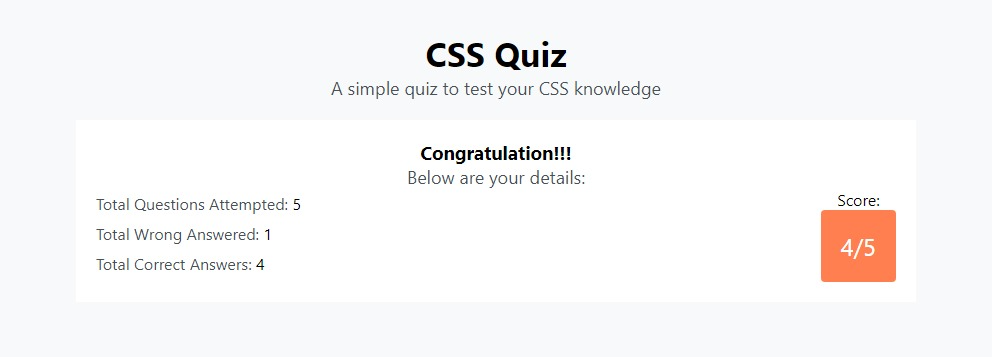 CSS Quiz
A simple quiz to test your CSS knowledge
Congratulation!!!
Below are your details:
Total Questions Attempted: 5
Total Wrong Answered: 1
Total Correct Answers: 4
Score:
4/5